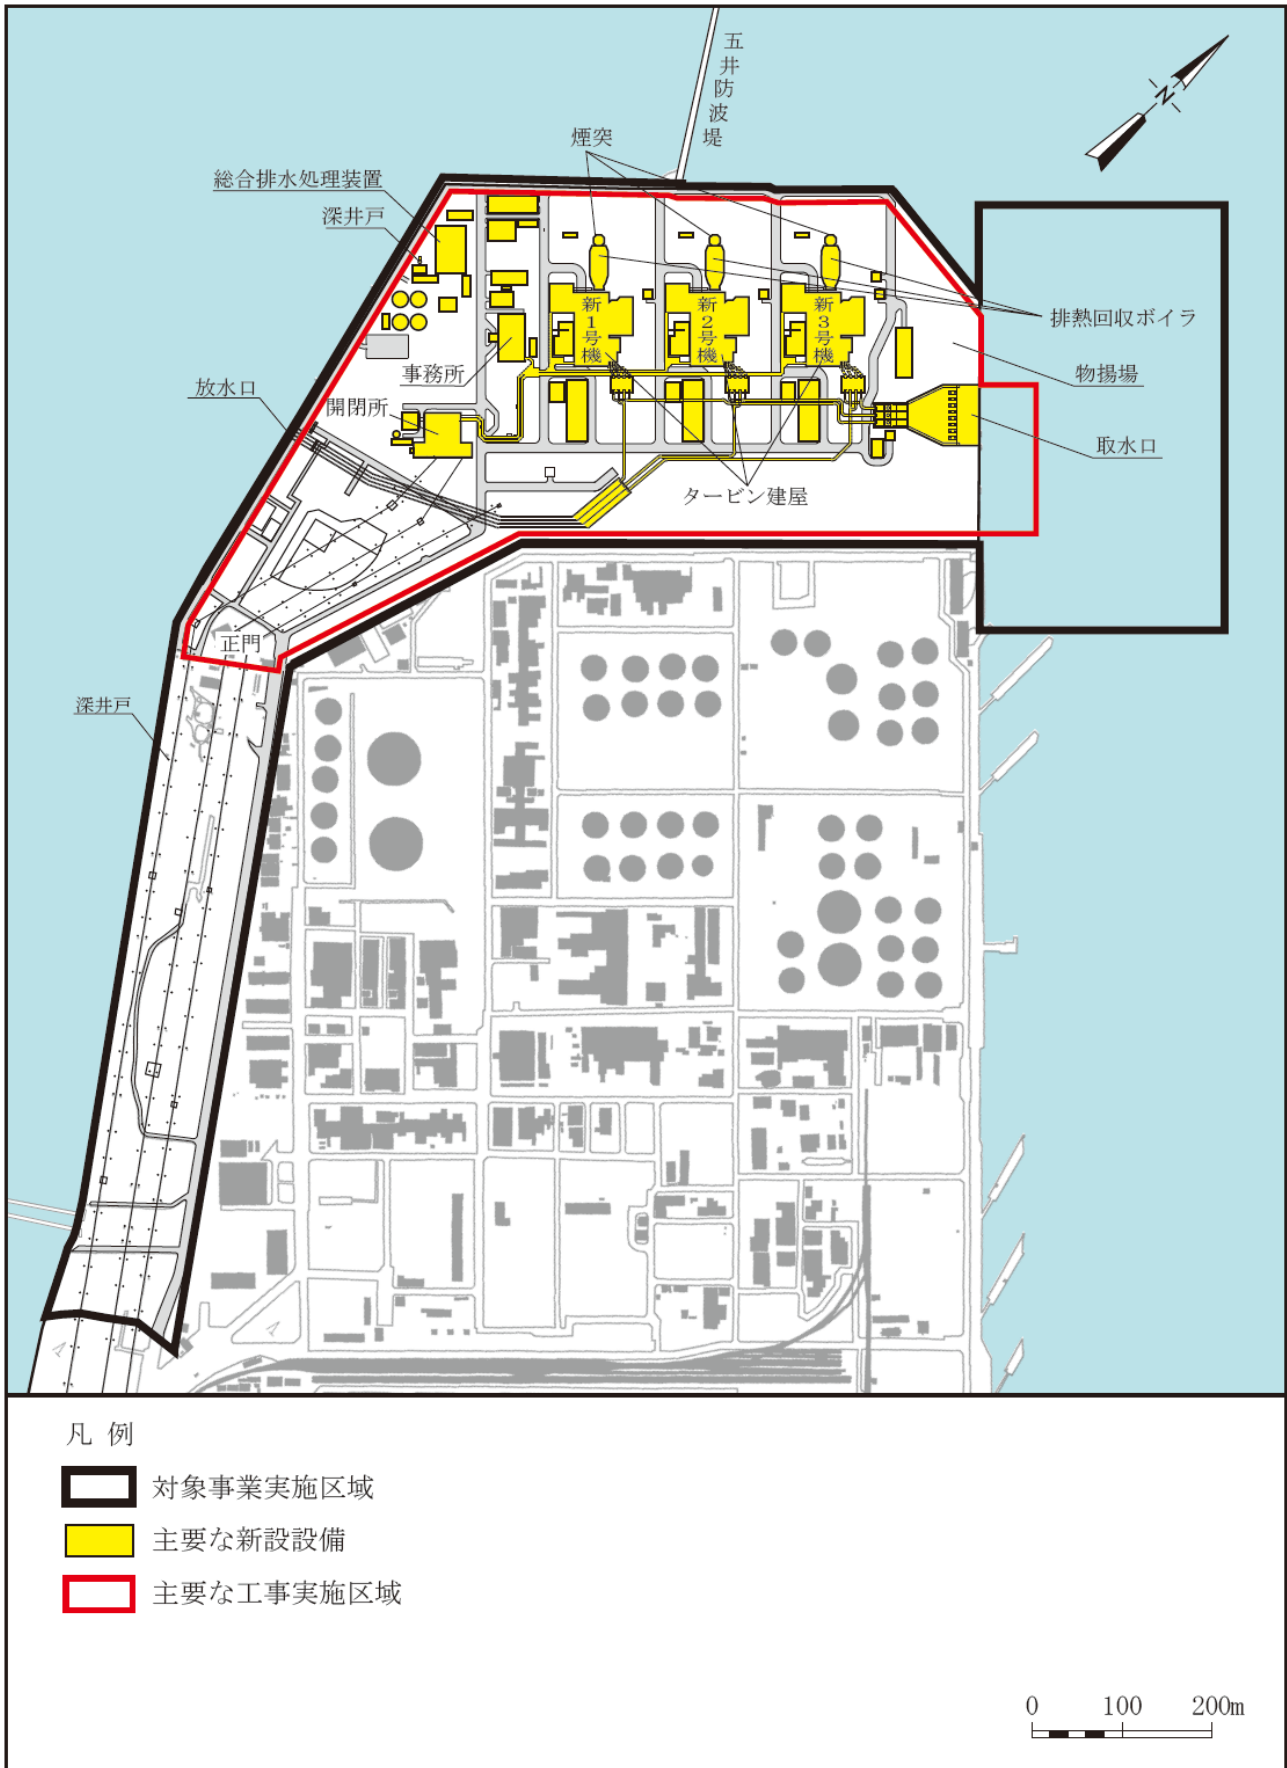 五井防波堤
N
煙突
総合排水処理装置
深井戸
新1号機
新2号機
新3号機
排熱回収ボイラ
物揚場
事務所
放水口
開閉所
取水口
タービン建屋
正門
深井戸
凡 例
対象事業実施区域
主要な新設設備
主要な工事実施区域
0 100 200m